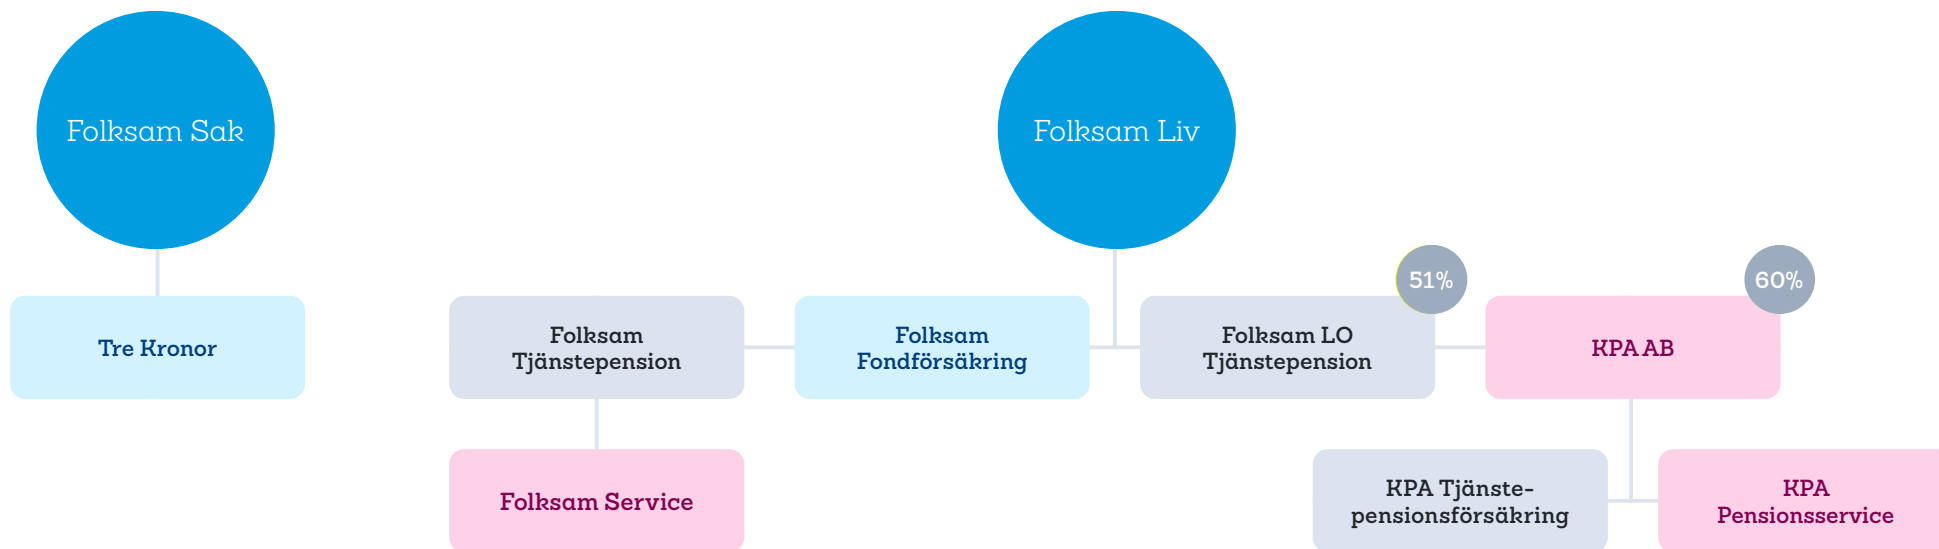 Folksam Sak
Folksam Liv
51%
60%
Tre Kronor
Folksam
Tjänstepension
Folksam
Fondförsäkring
Folksam LO
Tjänstepension
KPA AB
Folksam Service
KPA Tjänste-
pensionsförsäkring
KPA
Pensionsservice